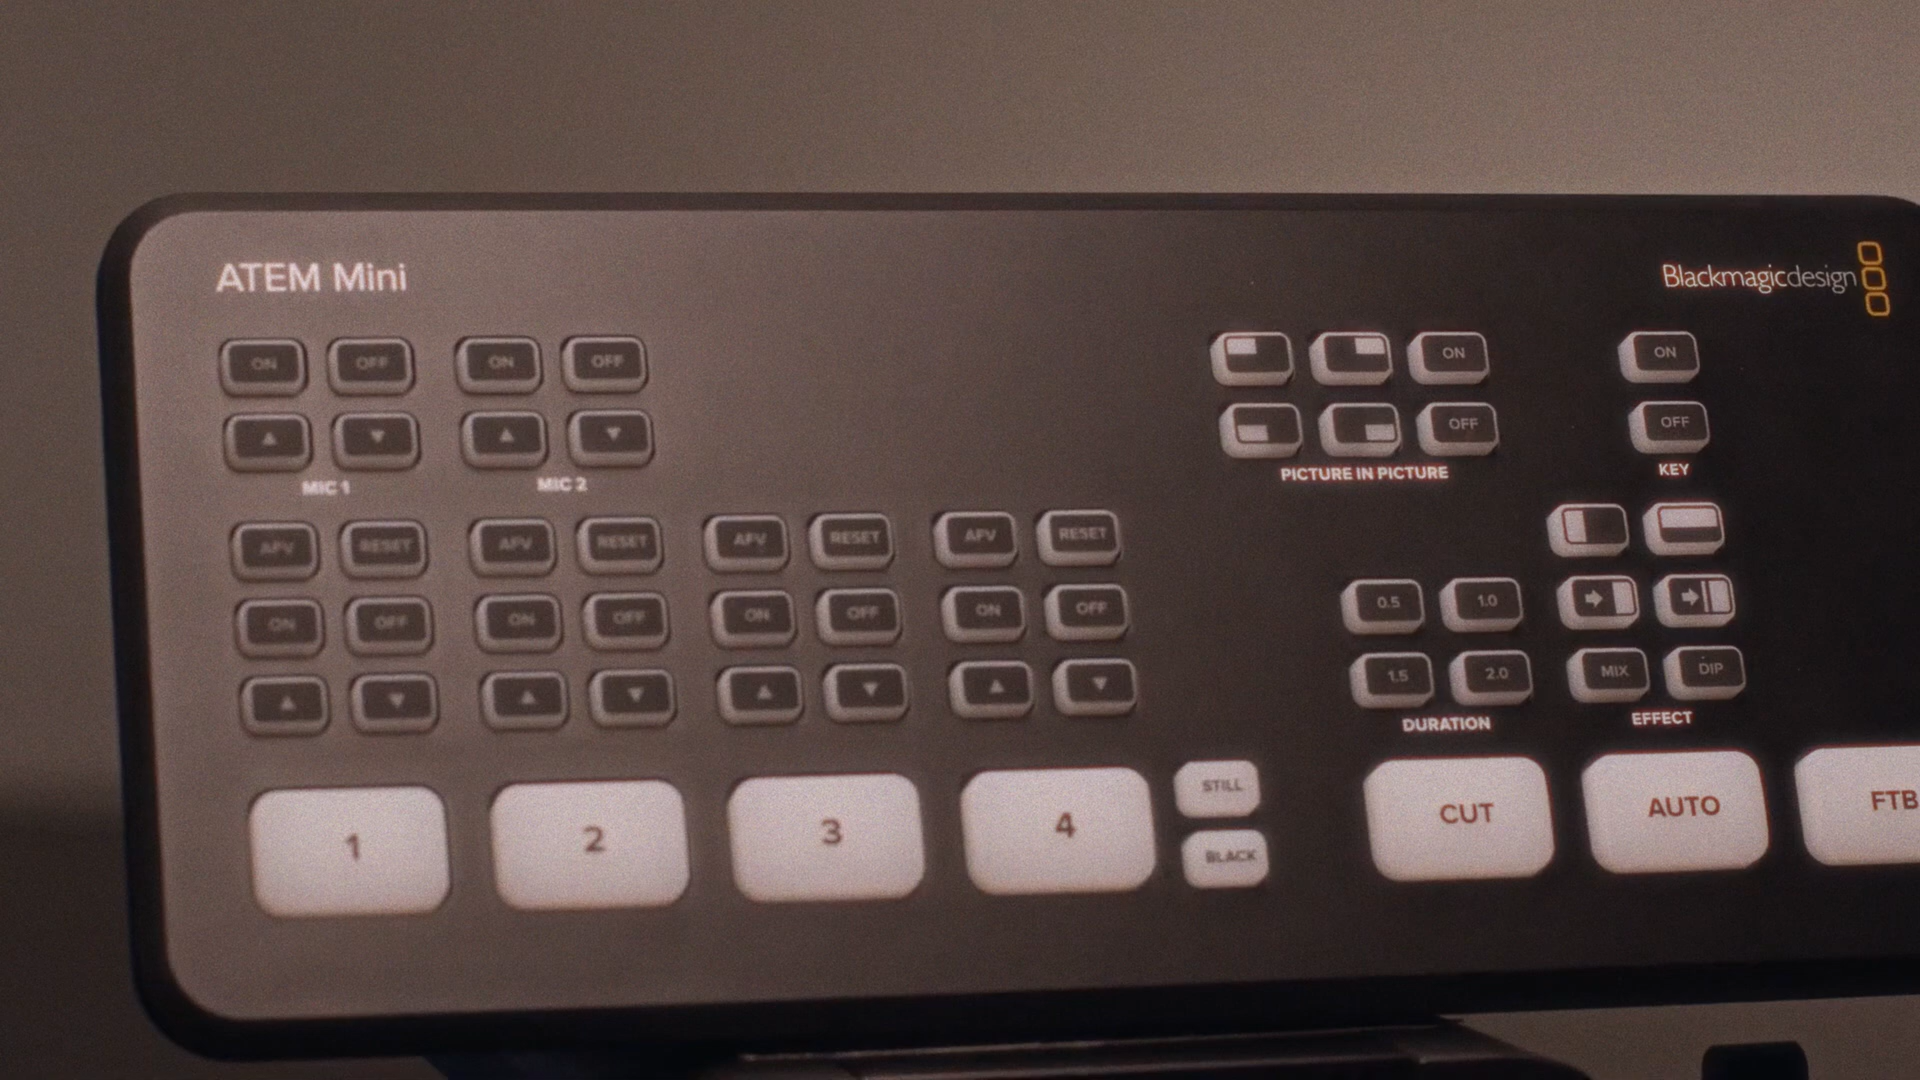 ATEM Mini
Blackmagicdesign
ON OFF ON OFF
ON
ON
OFF
OFF
MIC 1 MIC 2
PICTURE IN PICTURE
KEY
AFV RESET AFV RESET AFV RESET AFV RESET
ON OFF ON OFF ON OFF ON OFF
0.5 1.0
1.5 2.0
MIX DIP
DURATION
EFFECT
1 2 3 4
STILL
BLACK
CUT AUTO FTB